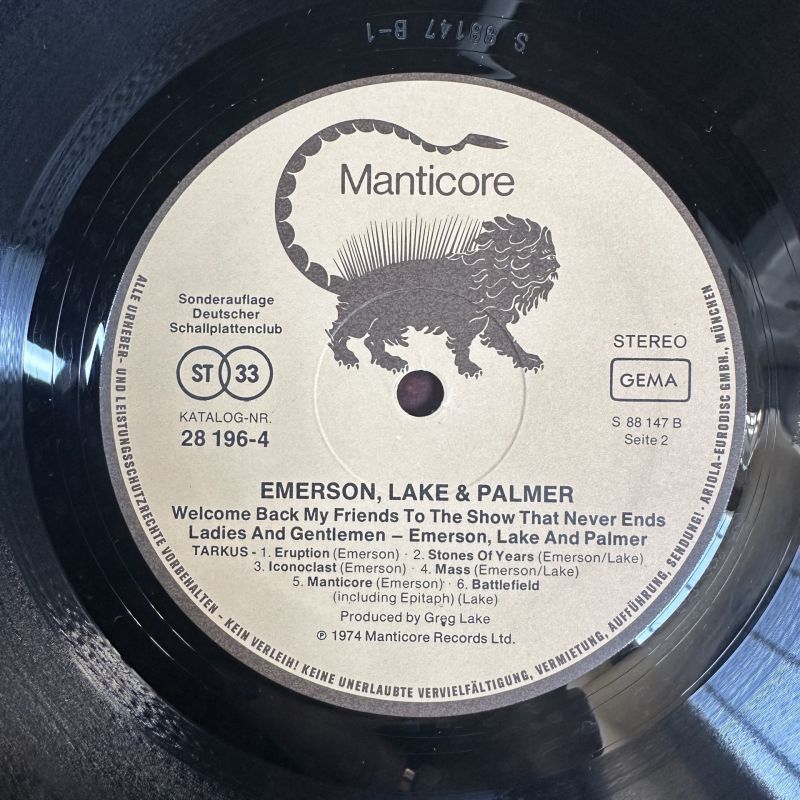 S 88147 B-1
Manticore
Sonderauflage
Deutscher
Schallplattenclub
ST 33
KATALOG-NR.
28 196-4
STEREO
GEMA
S 88 147 B
Seite 2
EMERSON, LAKE & PALMER
Welcome Back My Friends To The Show That Never Ends
Ladies And Gentlemen – Emerson, Lake And Palmer
TARKUS - 1. Eruption (Emerson) · 2. Stones Of Years (Emerson/Lake)
3. Iconoclast (Emerson) · 4. Mass (Emerson/Lake)
5. Manticore (Emerson) · 6. Battlefield
(including Epitaph) (Lake)
Produced by Greg Lake
℗ 1974 Manticore Records Ltd.
ALLE URHEBER- UND LEISTUNGSSCHUTZRECHTE VORBEHALTEN - KEIN VERLEIH! KEINE UNERLAUBTE VERVIELFÄLTIGUNG, VERMIETUNG, AUFFÜHRUNG, SENDUNG! · ARIOLA-EURODISC GMBH., MÜNCHEN